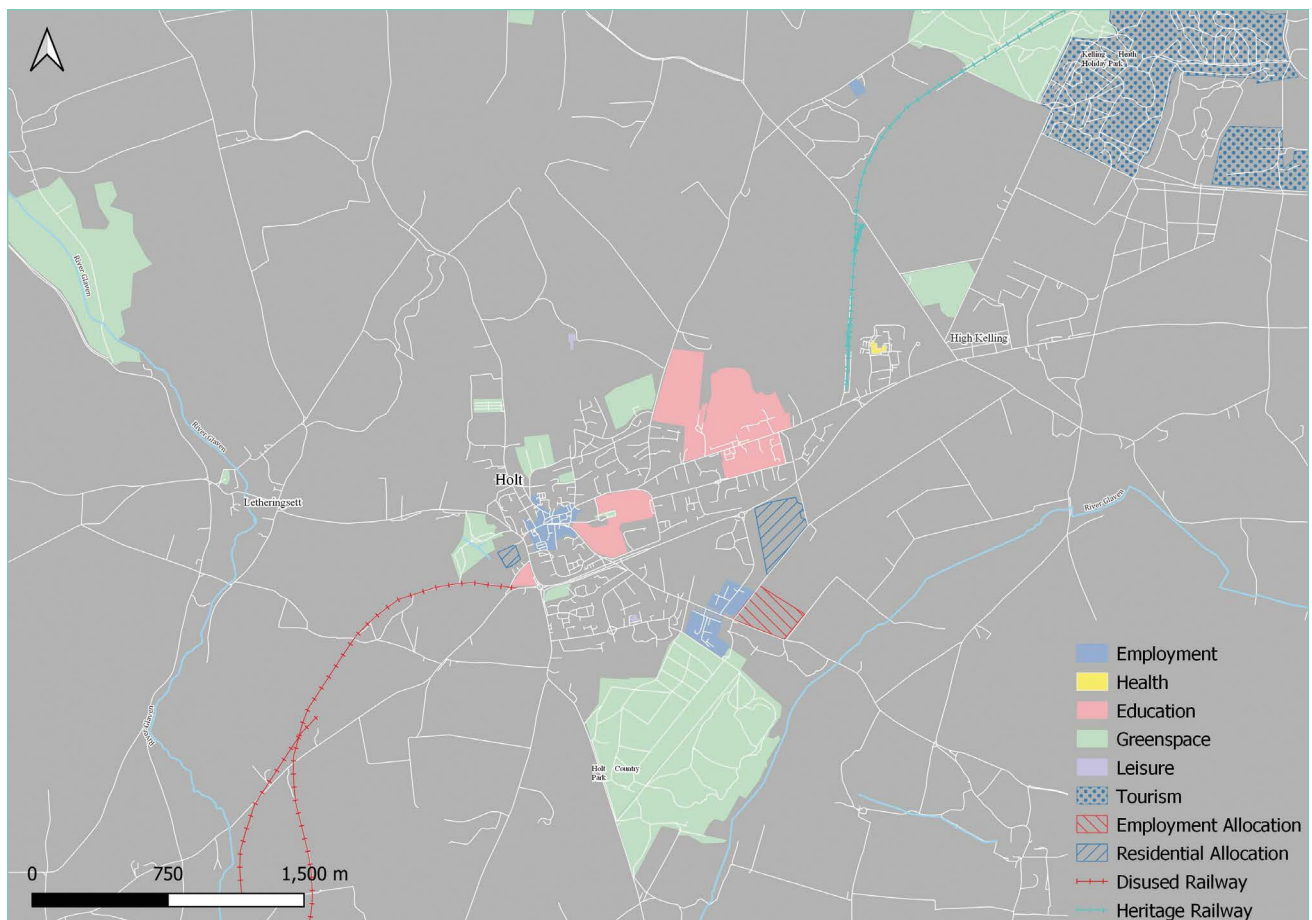 Kelling Heath
Holiday Park
River Glaven
High Kelling
River Glaven
Holt
Letheringsett
River Glaven
River Glaven
Holt Country
Park
Employment
Health
Education
Greenspace
Leisure
Tourism
Employment Allocation
Residential Allocation
Disused Railway
Heritage Railway
0 750 1,500 m